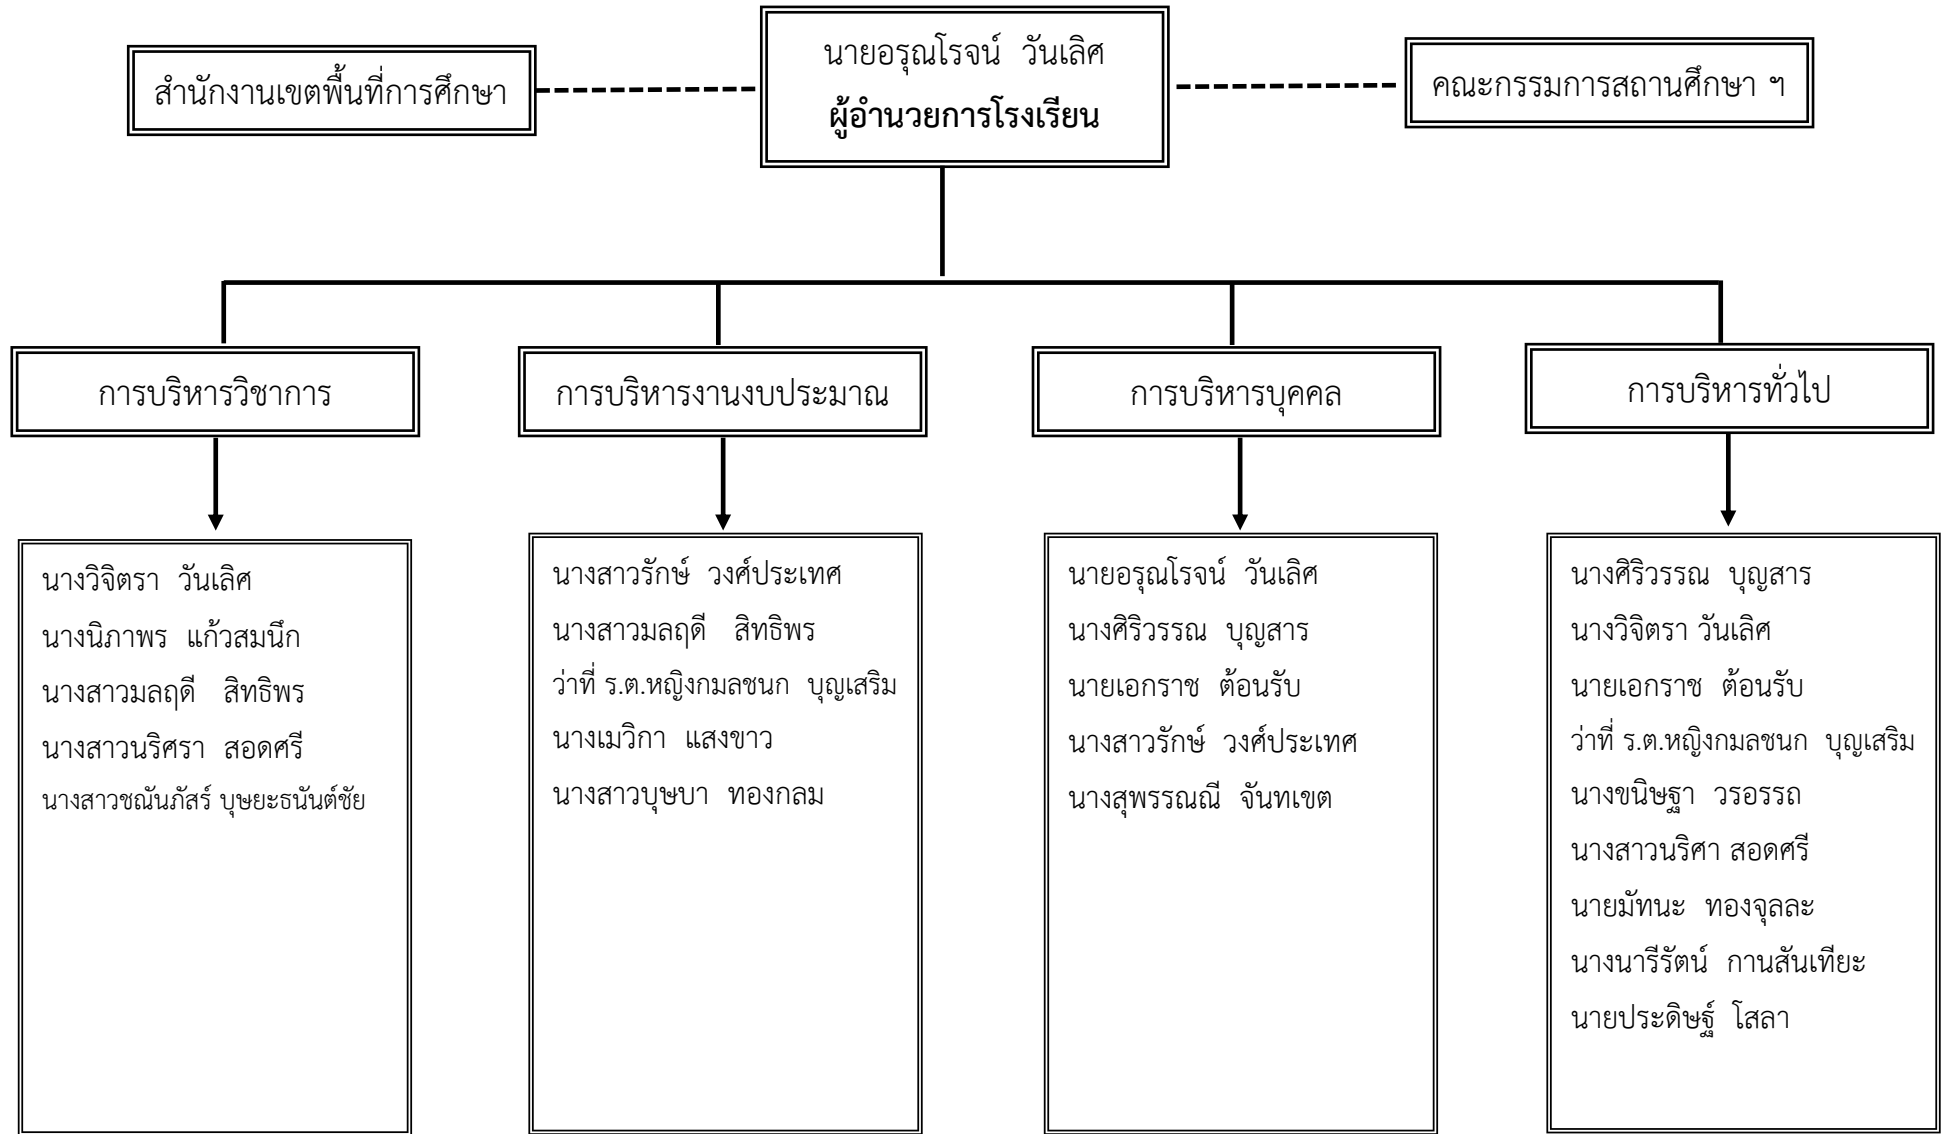 นายอรุณโรจน์ วันเลิศ
ผู้อำนวยการโรงเรียน
สำนักงานเขตพื้นที่การศึกษา
คณะกรรมการสถานศึกษา ฯ
การบริหารวิชาการ
การบริหารงานงบประมาณ
การบริหารบุคคล
การบริหารทั่วไป
นางวิจิตรา วันเลิศ
นางนิภาพร แก้วสมนึก
นางสาวมลฤดี สิทธิพร
นางสาวนริศรา สอดศรี
นางสาวชณันภัสร์ บุษยะธนันต์ชัย
นางสาวรักษ์ วงศ์ประเทศ
นางสาวมลฤดี สิทธิพร
ว่าที่ ร.ต.หญิงกมลชนก บุญเสริม
นางเมวิกา แสงขาว
นางสาวบุษบา ทองกลม
นายอรุณโรจน์ วันเลิศ
นางศิริวรรณ บุญสาร
นายเอกราช ต้อนรับ
นางสาวรักษ์ วงศ์ประเทศ
นางสุพรรณณี จันทเขต
นางศิริวรรณ บุญสาร
นางวิจิตรา วันเลิศ
นายเอกราช ต้อนรับ
ว่าที่ ร.ต.หญิงกมลชนก บุญเสริม
นางขนิษฐา วรอรรถ
นางสาวนริศา สอดศรี
นายมัทนะ ทองจุลละ
นางนารีรัตน์ กานสันเทียะ
นายประดิษฐ์ โสลา